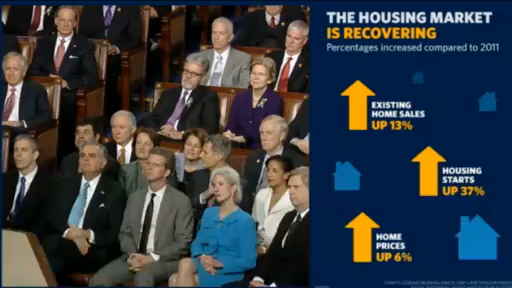 THE HOUSING MARKET
IS RECOVERING
Percentages increased compared to 2011
EXISTING
HOME SALES
UP 13%
HOUSING
STARTS
UP 37%
HOME
PRICES
UP 6%